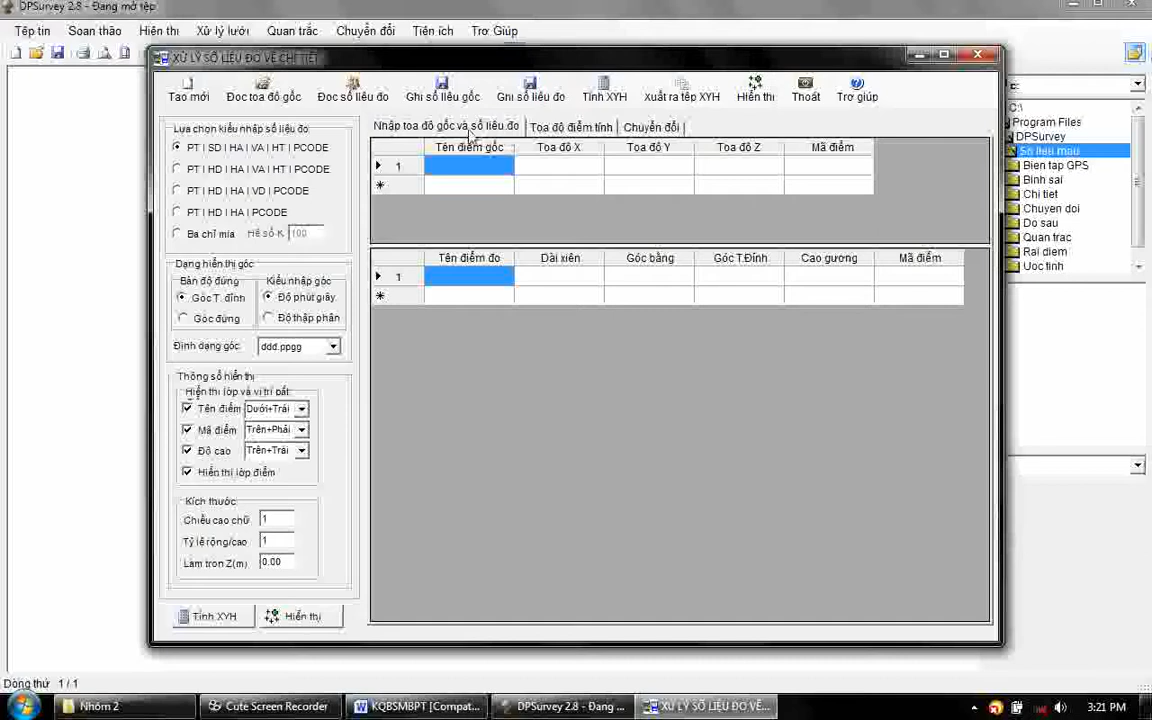 DPSurvey 2.8 - Đang mở tệp
Tệp tin Soạn thảo Hiển thị Xử lý lưới Quan trắc Chuyển đổi Tiện ích Trợ Giúp
XỬ LÝ SỐ LIỆU ĐO VẼ CHI TIẾT
Tạo mới Đọc toạ độ gốc Đọc số liệu đo Ghi số liệu gốc Ghi số liệu đo Tính XYH Xuất ra tệp XYH Hiển thị Thoát Trợ giúp
Lựa chọn kiểu nhập số liệu đo
PT | SD | HA | VA | HT | PCODE
PT | HD | HA | VA | HT | PCODE
PT | HD | HA | VD | PCODE
PT | HD | HA | PCODE
Ba chỉ mia Hệ số K 100
Dạng hiển thị góc
Bàn độ đứng Kiểu nhập góc
Góc T. đỉnh Độ phút giây
Góc đứng Độ thập phân
Định dạng góc: ddd.ppgg
Thông số hiển thị
Hiển thị lớp và vị trí đặt:
Tên điểm Dưới+Trái
Mã điểm Trên+Phải
Độ cao Trên+Trái
Hiển thị lớp điểm
Kích thước:
Chiều cao chữ 1
Tỷ lệ rộng/cao 1
Làm tròn Z(m) 0.00
Tính XYH Hiển thị
Nhập toạ độ gốc và số liệu đo Toạ độ điểm tính Chuyển đổi
Tên điểm gốc Toạ độ X Toạ độ Y Toạ độ Z Mã điểm
1
Tên điểm đo Dài xiên Góc bằng Góc T.Đỉnh Cao gương Mã điểm
1
c:
C:\
Program Files
DPSurvey
Số liệu mẫu
Bien tap GPS
Binh sai
Chi tiet
Chuyen doi
Do sau
Quan trac
Rai diem
Uoc tinh
Dòng thứ 1 / 1
Nhóm 2 Cute Screen Recorder KQBSMBPT [Compat... DPSurvey 2.8 - Đang ... XỬ LÝ SỐ LIỆU ĐO VẼ... 3:21 PM